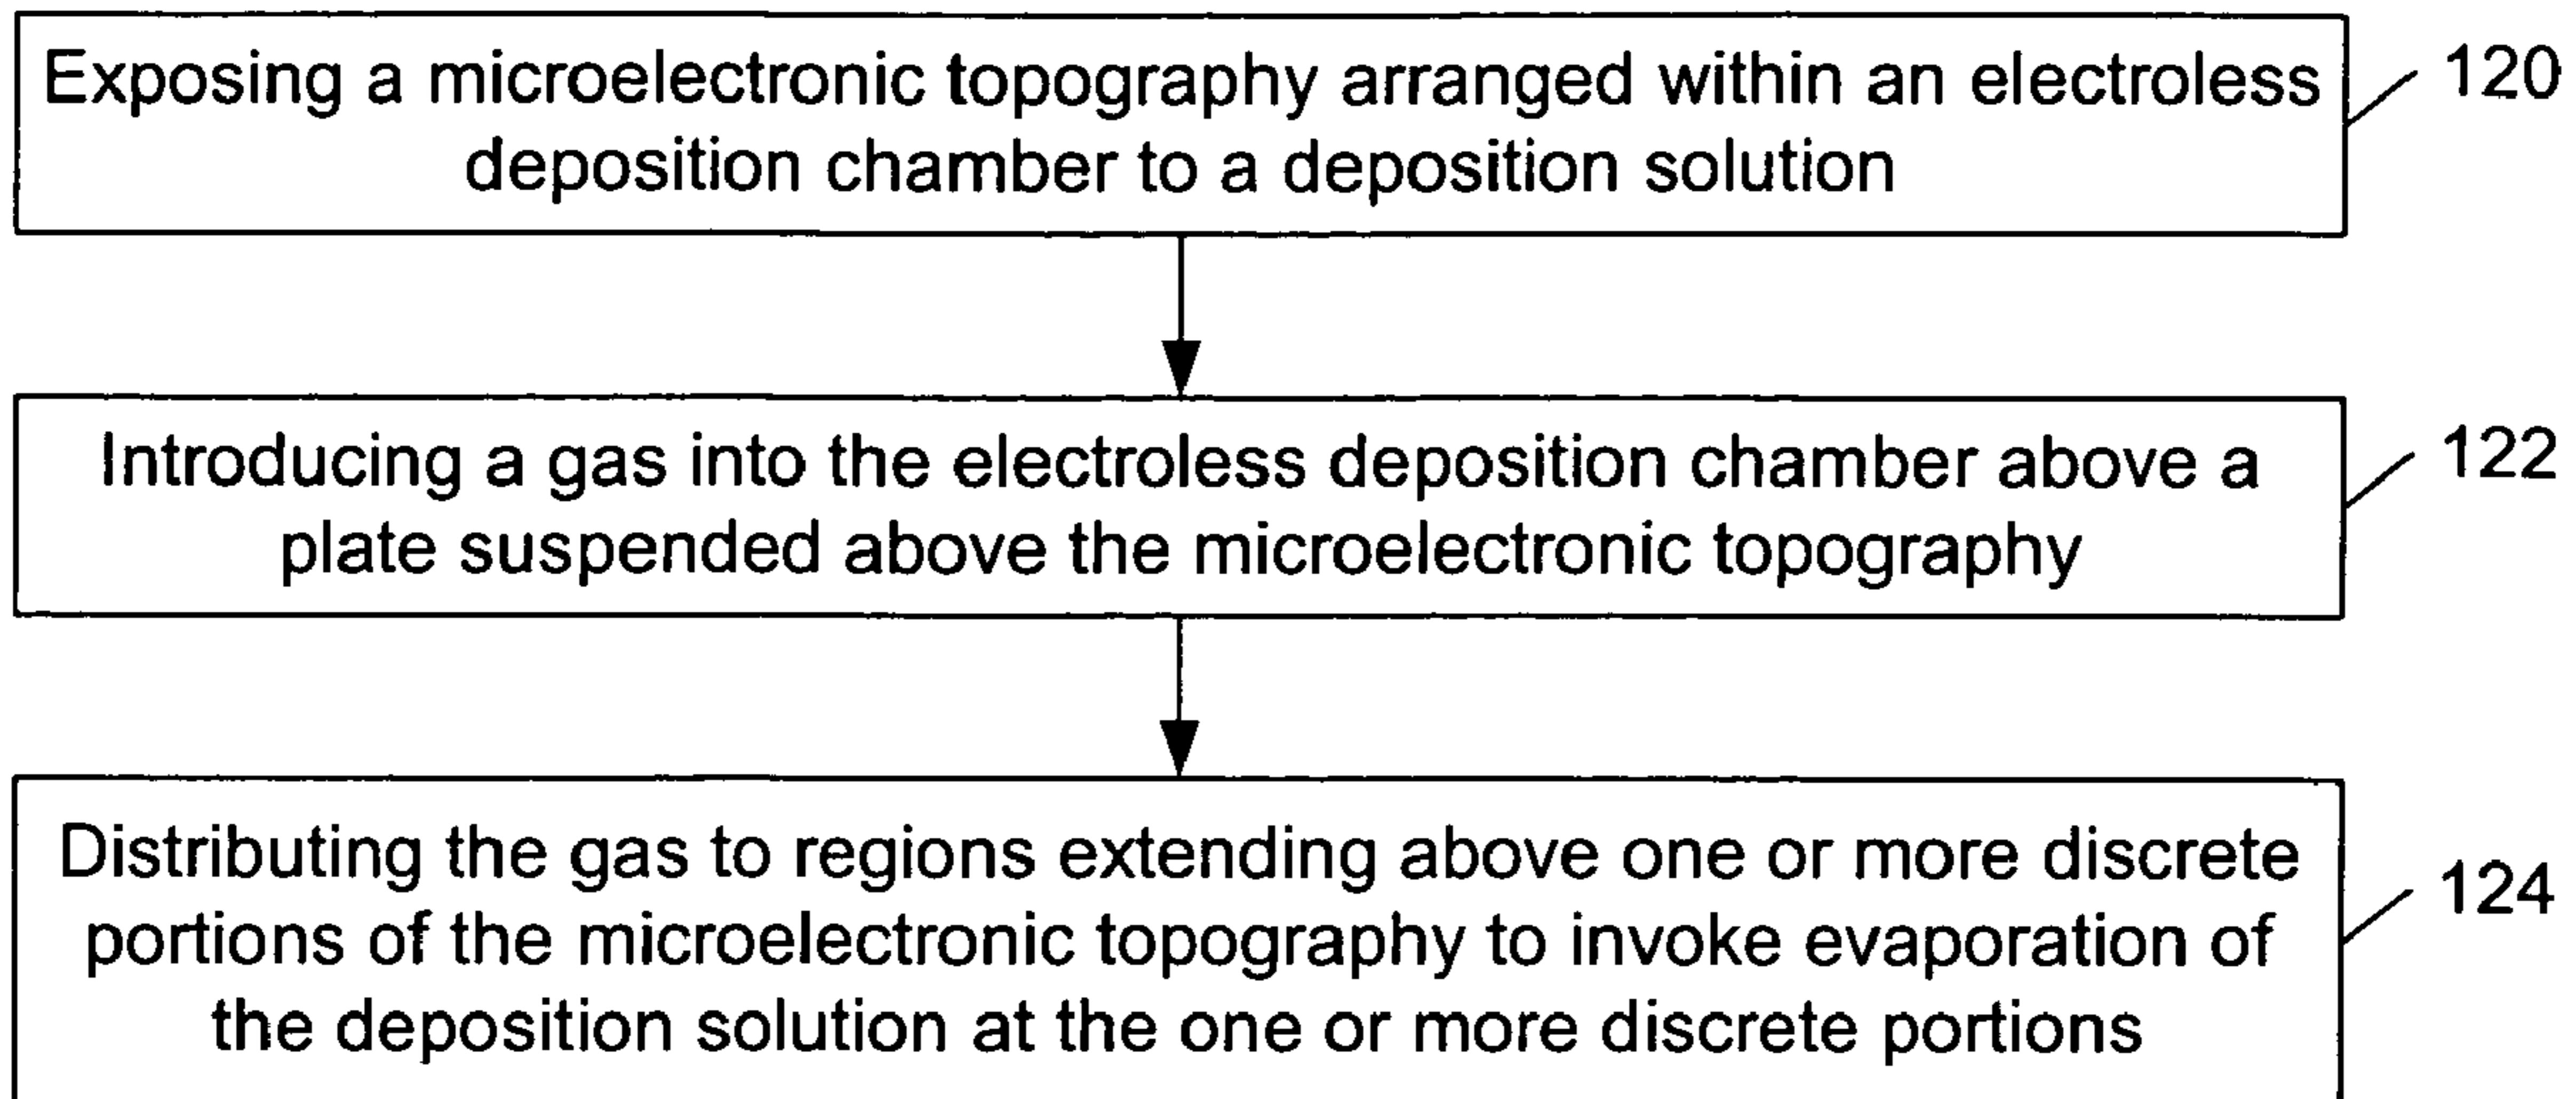 Exposing a microelectronic topography arranged within an electroless
deposition chamber to a deposition solution
120
Introducing a gas into the electroless deposition chamber above a
plate suspended above the microelectronic topography
122
Distributing the gas to regions extending above one or more discrete
portions of the microelectronic topography to invoke evaporation of
the deposition solution at the one or more discrete portions
124